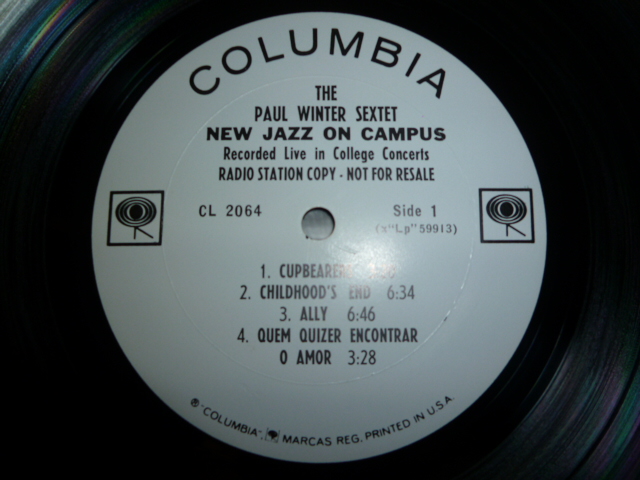 COLUMBIA
THE
PAUL WINTER SEXTET
NEW JAZZ ON CAMPUS
Recorded Live in College Concerts
RADIO STATION COPY - NOT FOR RESALE
CL 2064
Side 1
(x"Lp"59913)
1.
2. CHILDHOOD'S END 6:34
3. ALLY 6:46
4. QUEM QUIZER ENCONTRAR
O AMOR 3:28
® "COLUMBIA", MARCAS REG. PRINTED IN U.S.A.